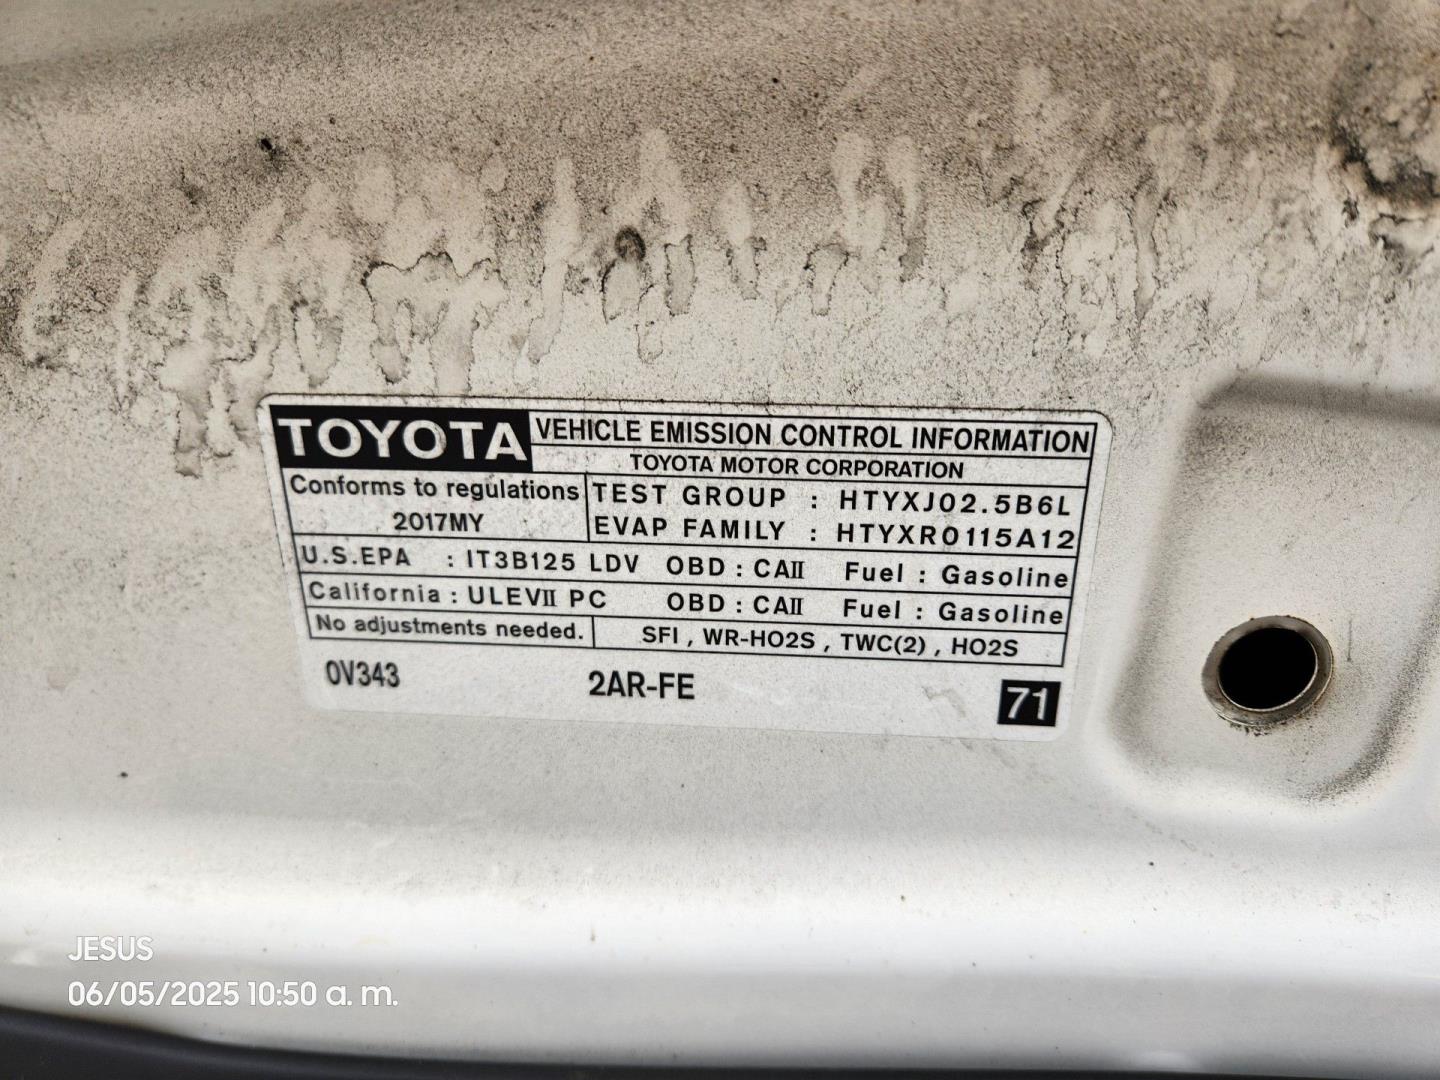 TOYOTA VEHICLE EMISSION CONTROL INFORMATION
TOYOTA MOTOR CORPORATION
Conforms to regulations
2017MY
TEST GROUP : HTYXJ02.5B6L
EVAP FAMILY : HTYXR0115A12
U.S.EPA : IT3B125 LDV OBD : CAII Fuel : Gasoline
California : ULEVII PC OBD : CAII Fuel : Gasoline
No adjustments needed. SFI , WR-HO2S , TWC(2) , HO2S
0V343 2AR-FE 71
JESUS
06/05/2025 10:50 a. m.